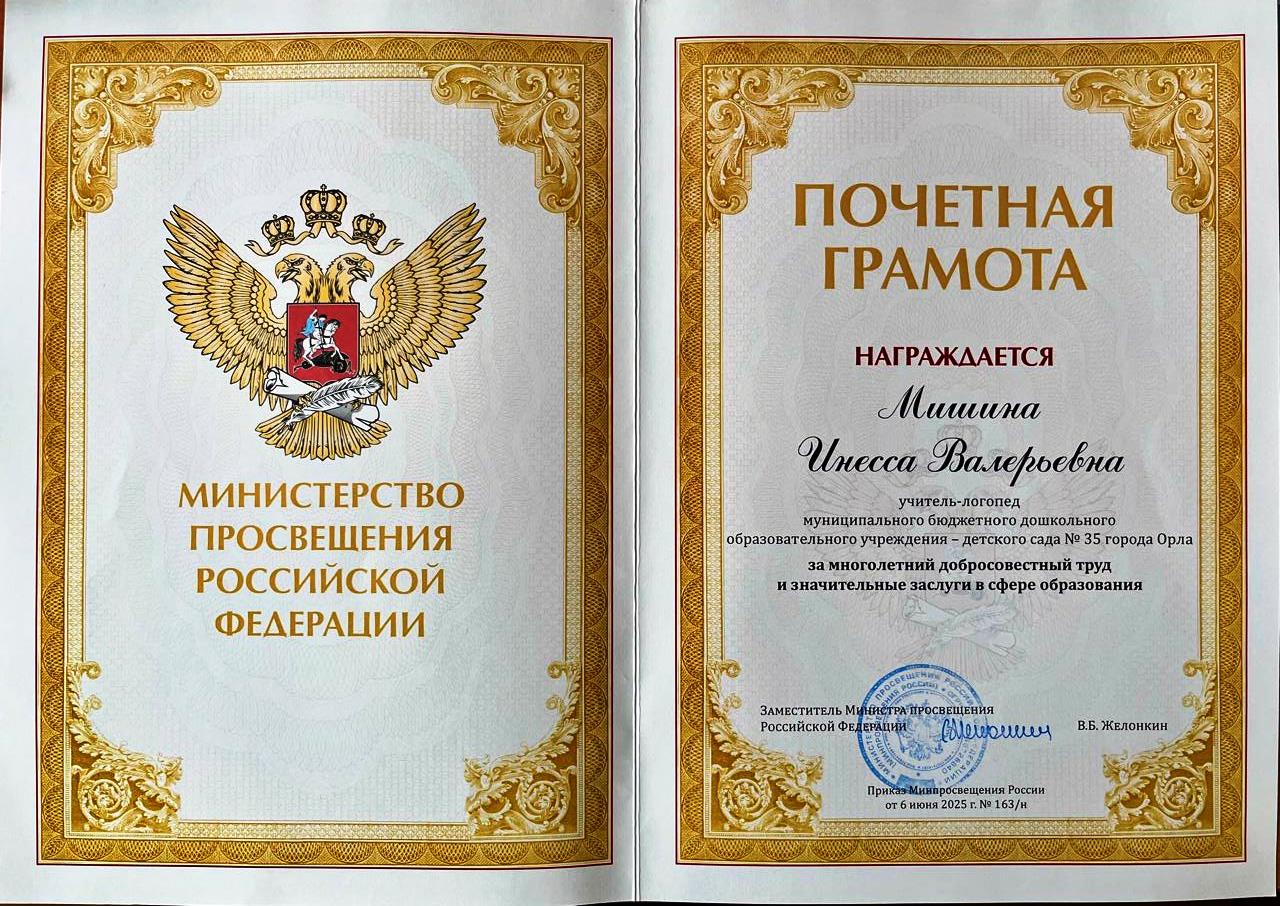 МИНИСТЕРСТВО
ПРОСВЕЩЕНИЯ
РОССИЙСКОЙ
ФЕДЕРАЦИИ
ПОЧЕТНАЯ
ГРАМОТА
НАГРАЖДАЕТСЯ
Мишина
Инесса Валерьевна
учитель-логопед
муниципального бюджетного дошкольного
образовательного учреждения – детского сада № 35 города Орла
за многолетний добросовестный труд
и значительные заслуги в сфере образования
Заместитель Министра просвещения
Российской Федерации
В.Б. Желонкин
Приказ Минпросвещения России
от 6 июня 2025 г. № 163/н